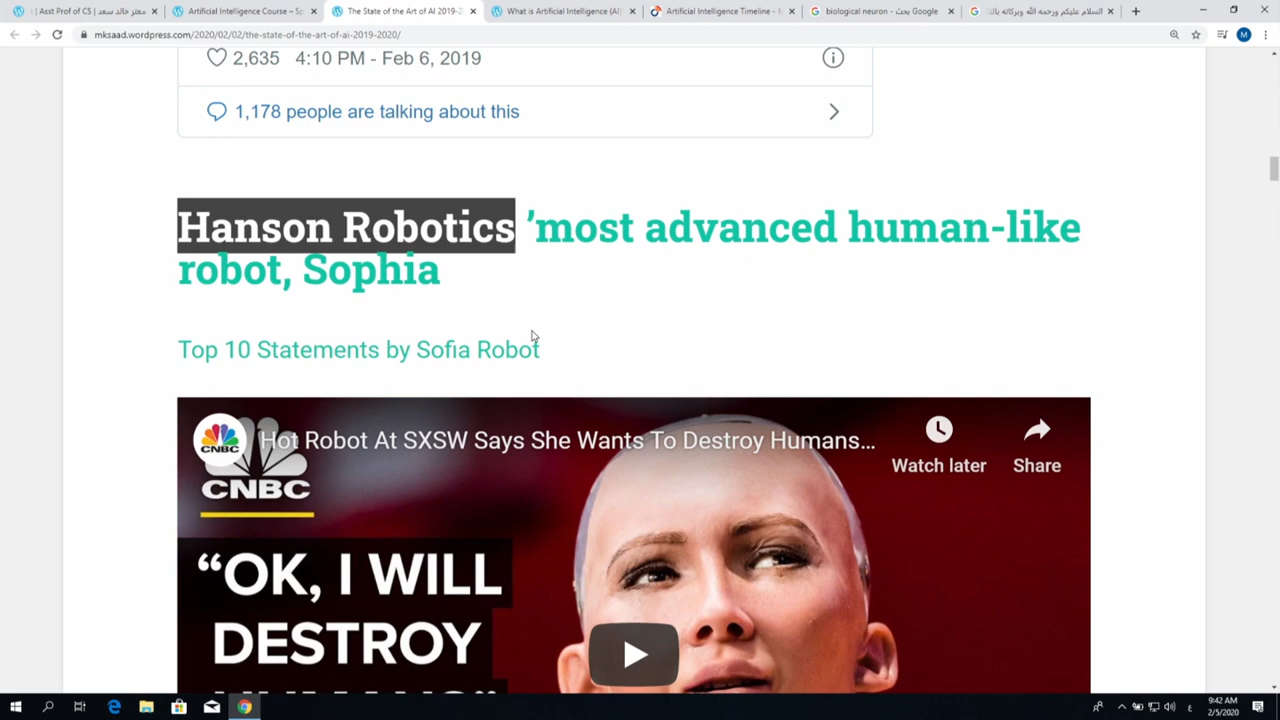 | Asst Prof of CS | معتز خالد سعد
Artificial Intelligence Course – Sp
The State of the Art of AI 2019-2
What is Artificial Intelligence (AI)
Artificial Intelligence Timeline -
biological neuron - بحث Google
السلام عليكم ورحمه الله وبركاته بالت
mksaad.wordpress.com/2020/02/02/the-state-of-the-art-of-ai-2019-2020/
M
2,635 4:10 PM - Feb 6, 2019
1,178 people are talking about this
Hanson Robotics ’most advanced human-like
robot, Sophia
Top 10 Statements by Sofia Robot
CNBC
Hot Robot At SXSW Says She Wants To Destroy Humans...
Watch later
Share
CNBC
“OK, I WILL
DESTROY
HUMANS”
9:42 AM
2/5/2020